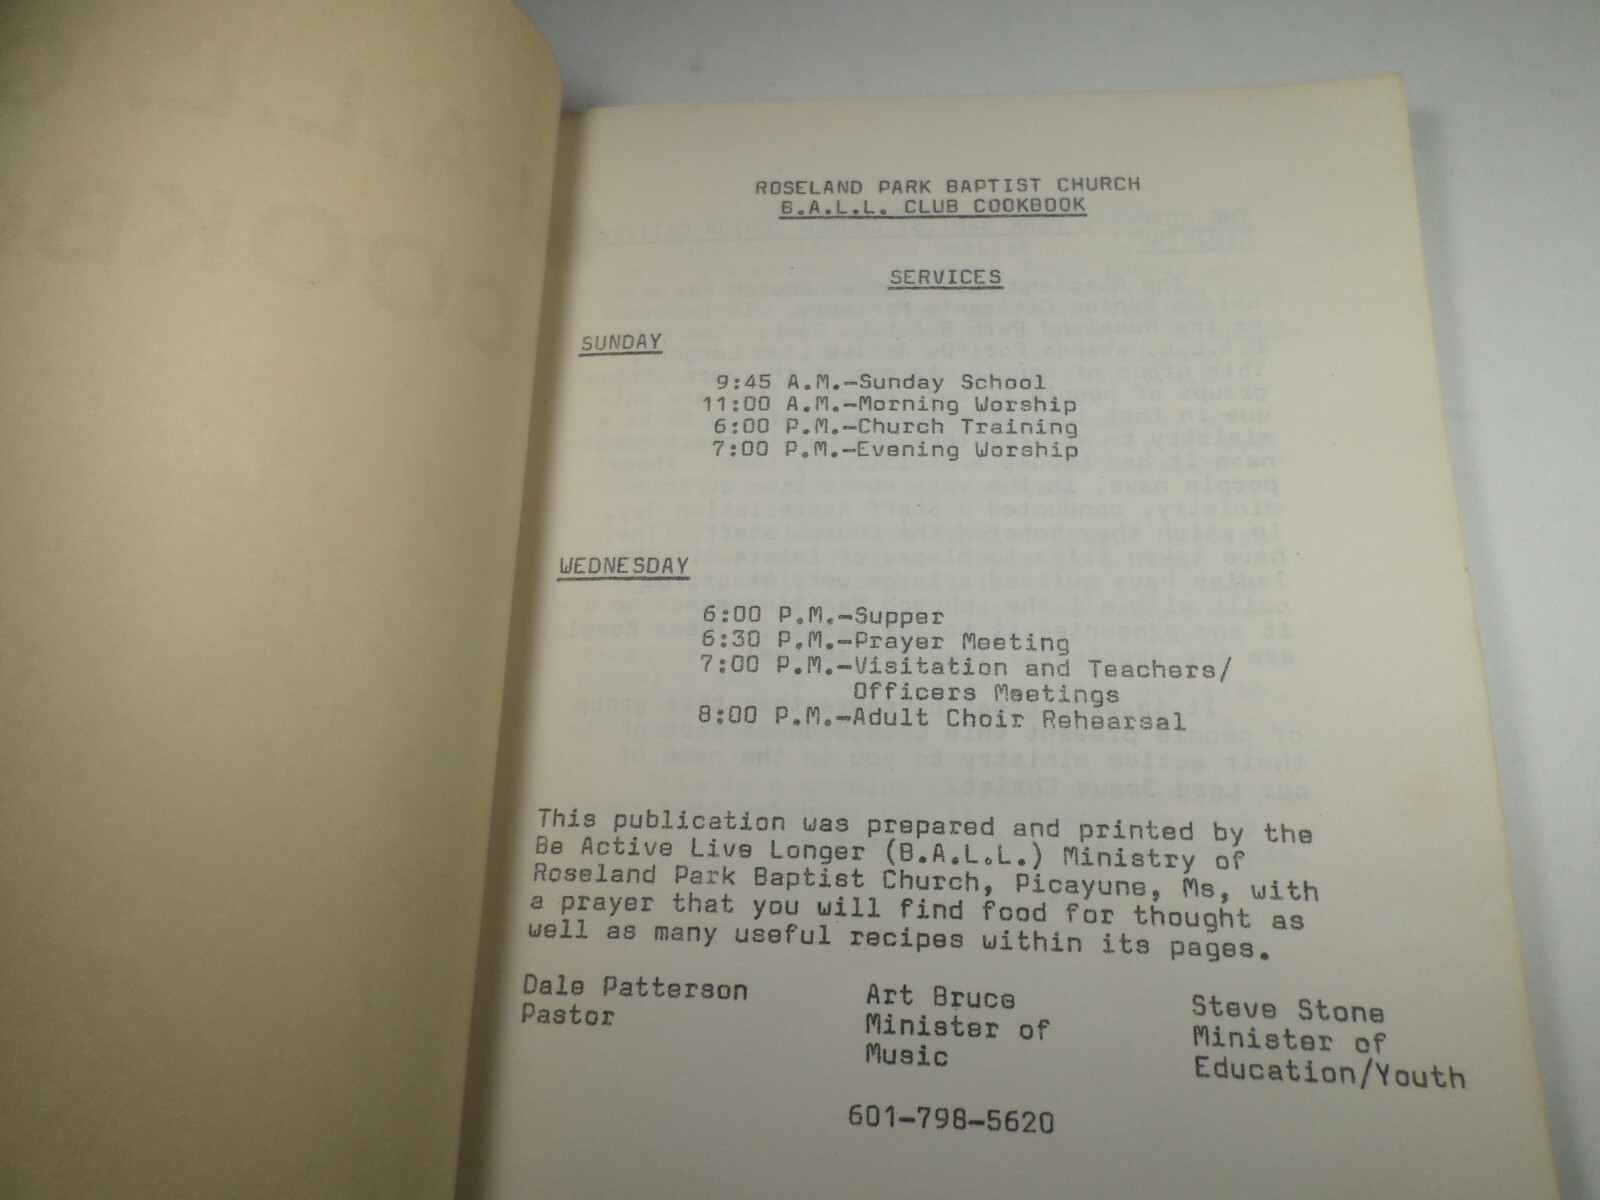 ROSELAND PARK BAPTIST CHURCH
B.A.L.L. CLUB COOKBOOK
SERVICES
SUNDAY
9:45 A.M.-Sunday School
11:00 A.M.-Morning Worship
6:00 P.M.-Church Training
7:00 P.M.-Evening Worship
WEDNESDAY
6:00 P.M.-Supper
6:30 P.M.-Prayer Meeting
7:00 P.M.-Visitation and Teachers/
Officers Meetings
8:00 P.M.-Adult Choir Rehearsal
This publication was prepared and printed by the
Be Active Live Longer (B.A.L.L.) Ministry of
Roseland Park Baptist Church, Picayune, Ms, with
a prayer that you will find food for thought as
well as many useful recipes within its pages.
Dale Patterson
Pastor
Art Bruce
Minister of
Music
Steve Stone
Minister of
Education/Youth
601-798-5620